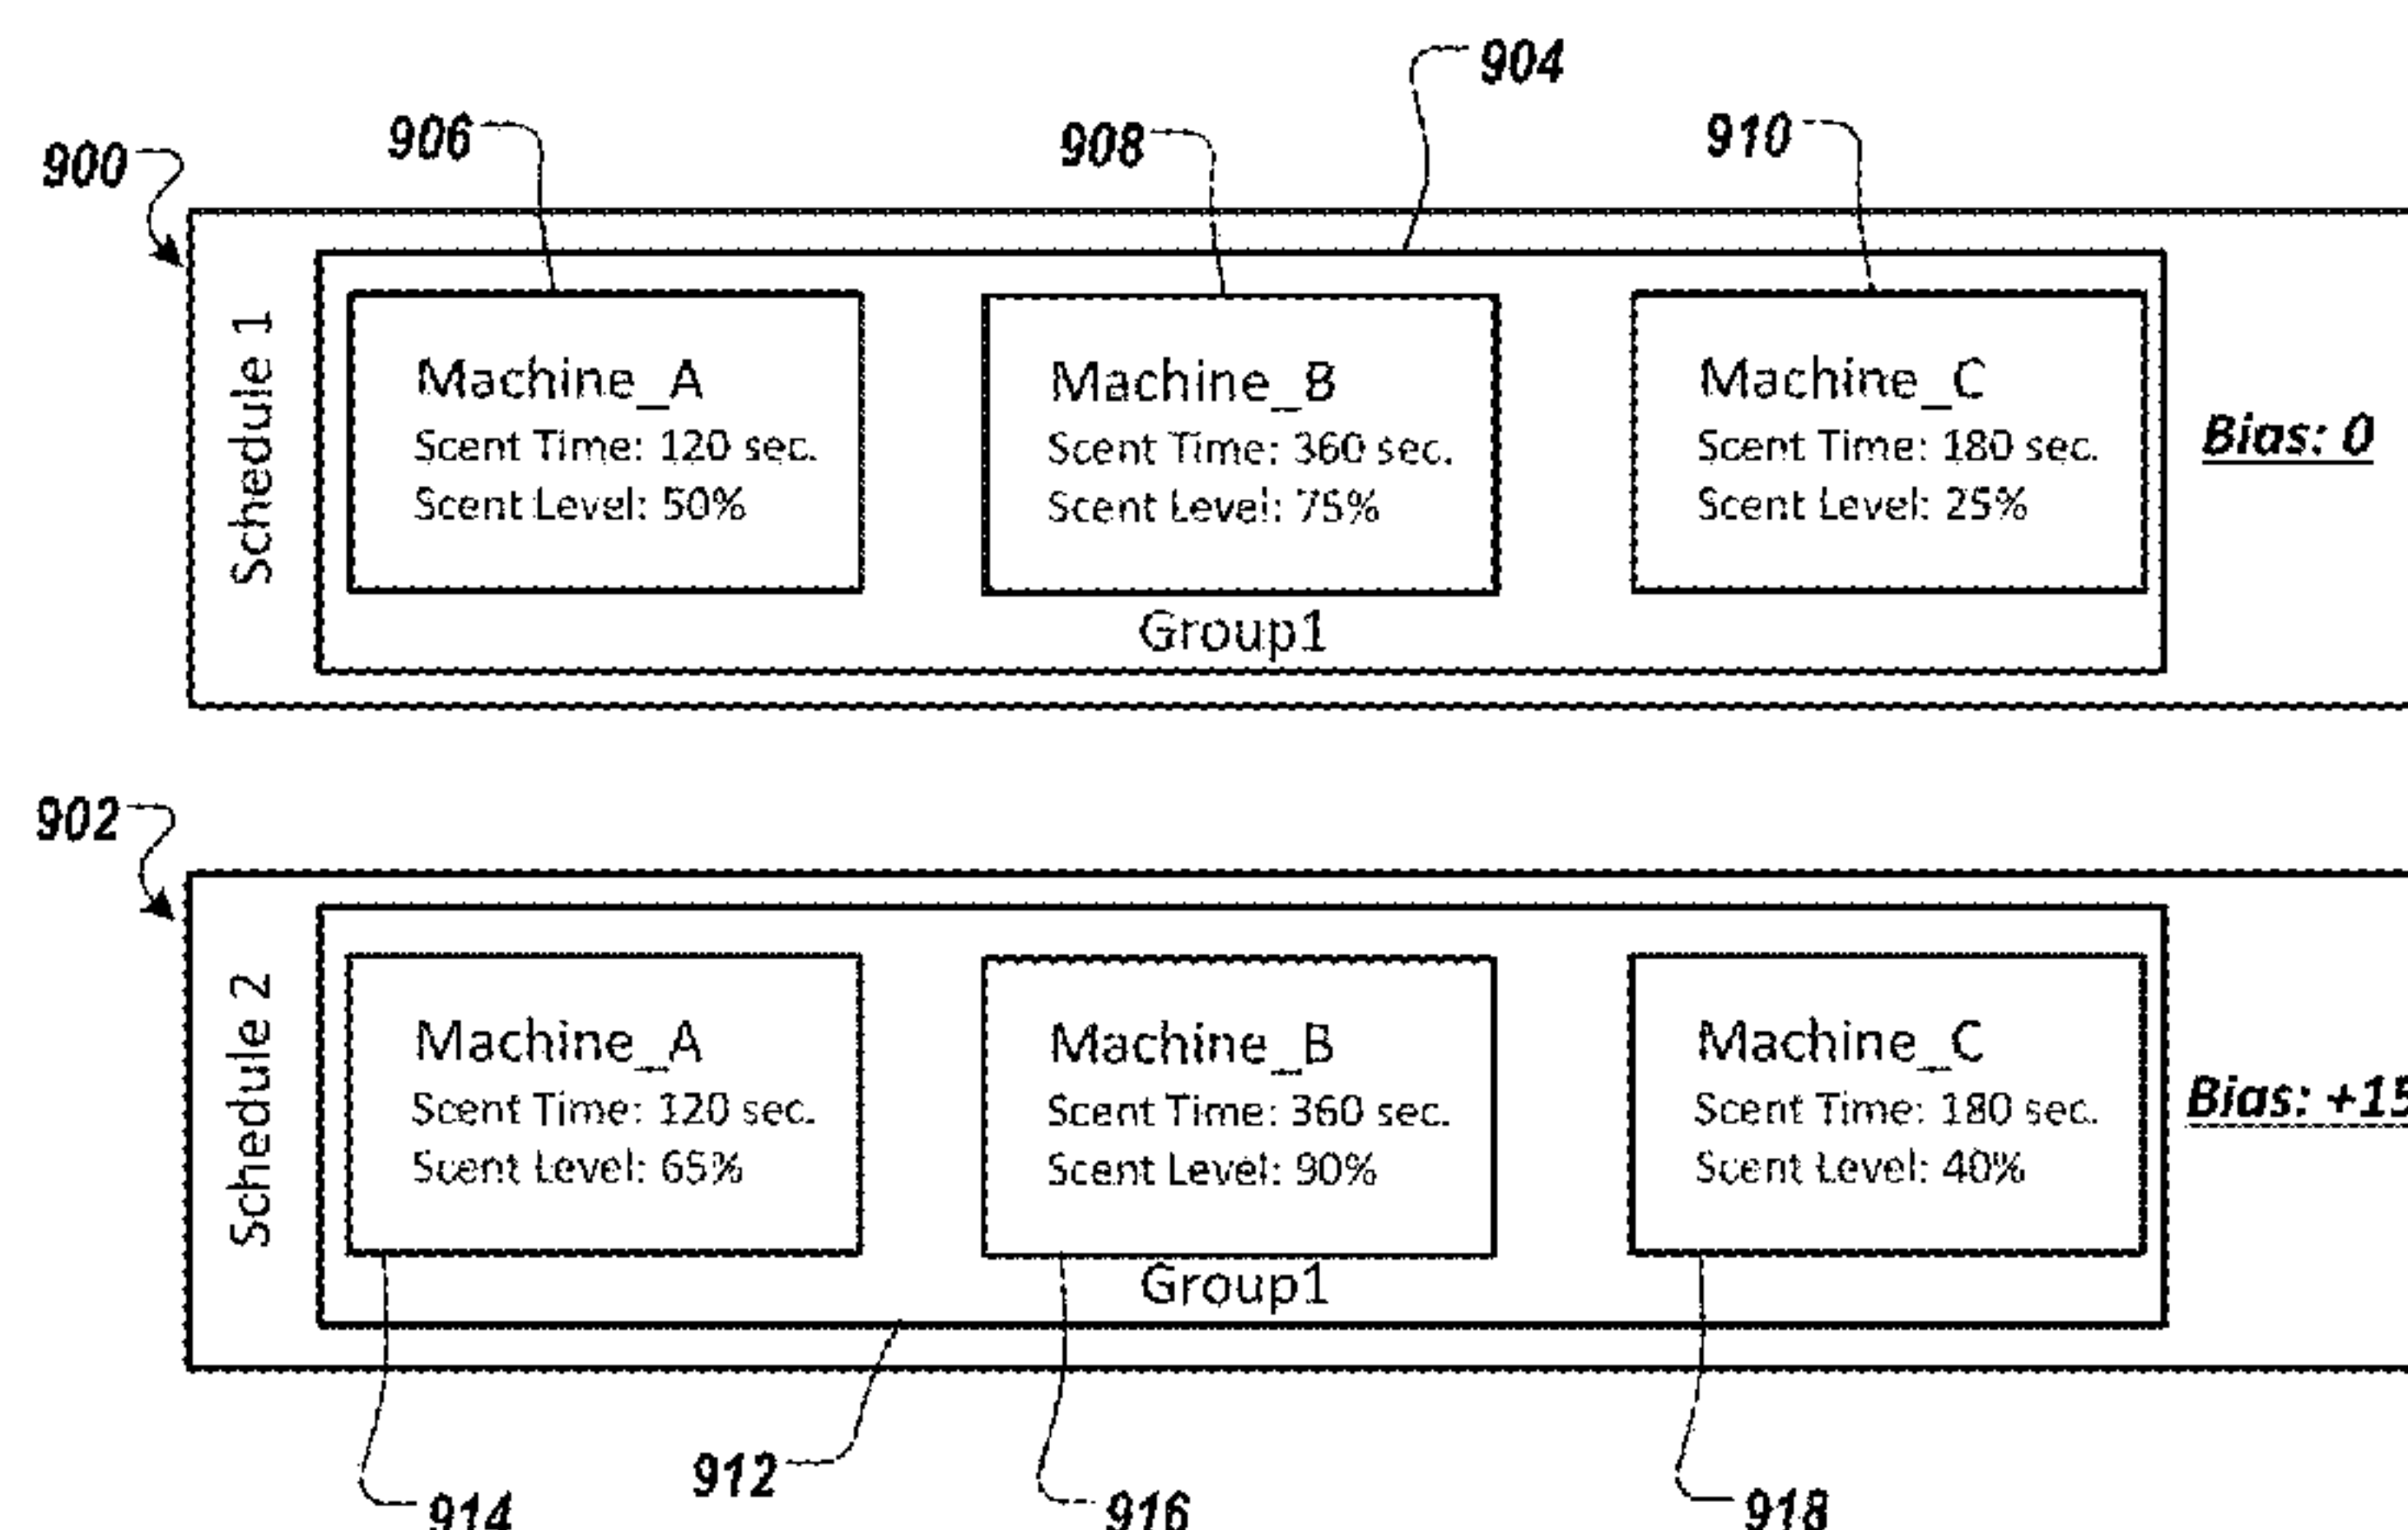 904
906
908
910
900
Schedule 1
Machine_A
Scent Time: 120 sec.
Scent Level: 50%
Machine_B
Scent Time: 360 sec.
Scent Level: 75%
Machine_C
Scent Time: 180 sec.
Scent Level: 25%
Bias: 0
Group1
902
Schedule 2
Machine_A
Scent Time: 120 sec.
Scent Level: 65%
Machine_B
Scent Time: 360 sec.
Scent Level: 90%
Machine_C
Scent Time: 180 sec.
Scent Level: 40%
Bias: +15
Group1
912
914
916
918